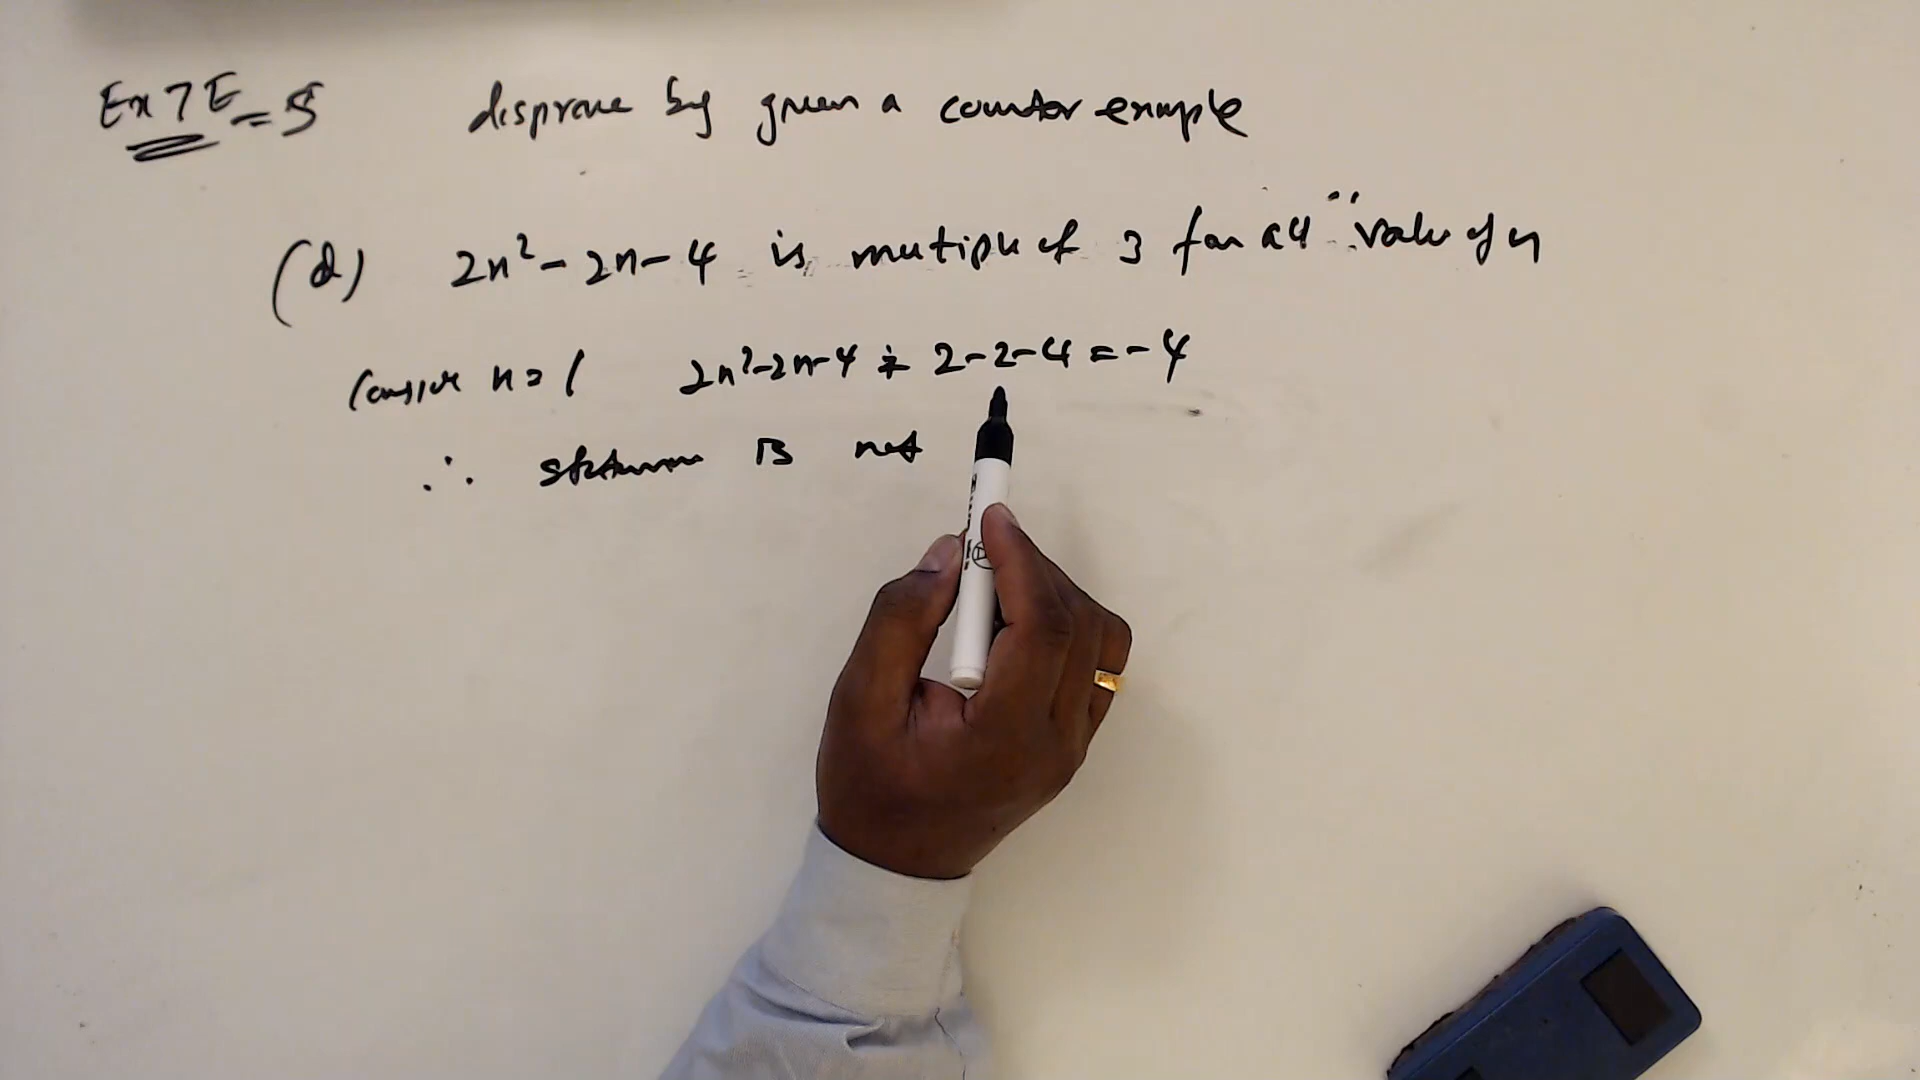 Ex 7E = 5 disprove by given a counter example
(d) 2n² - 2n - 4 is multiple of 3 for all value of n
Consider n = 1 2n² - 2n - 4 = 2 - 2 - 4 = - 4
∴ statement is not